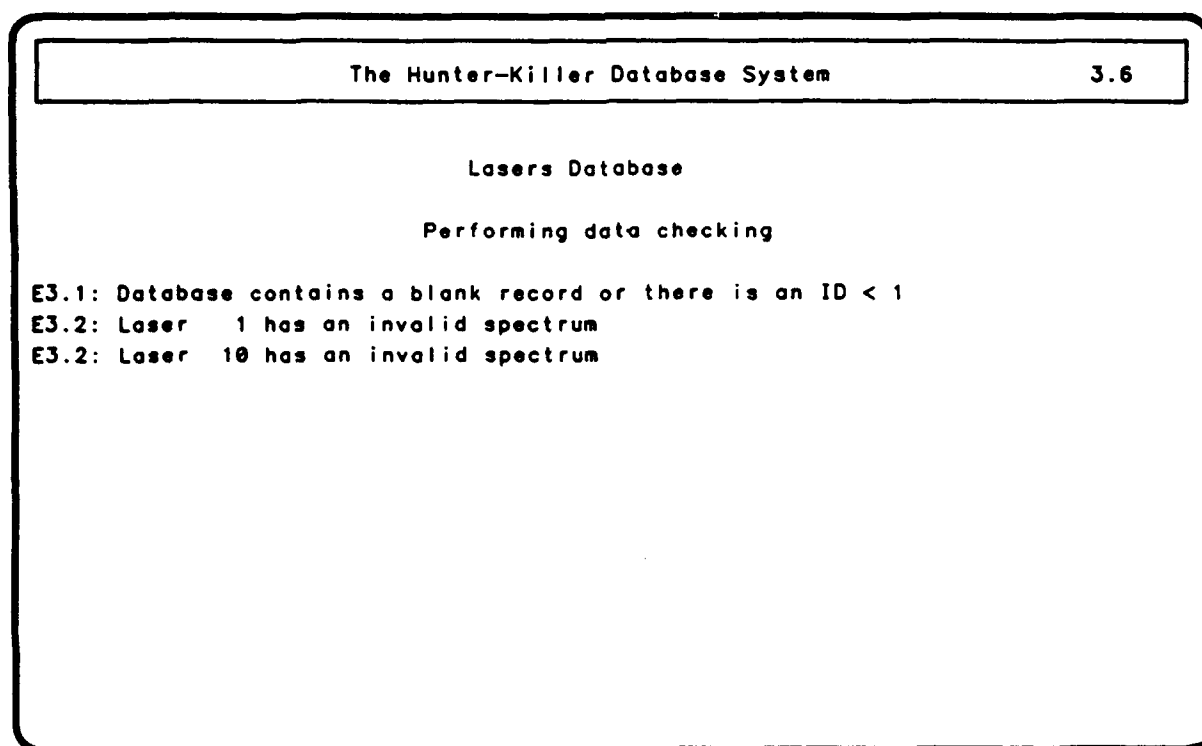 The Hunter-Killer Database System 3.6
Lasers Database
Performing data checking
E3.1: Database contains a blank record or there is an ID < 1
E3.2: Laser 1 has an invalid spectrum
E3.2: Laser 10 has an invalid spectrum